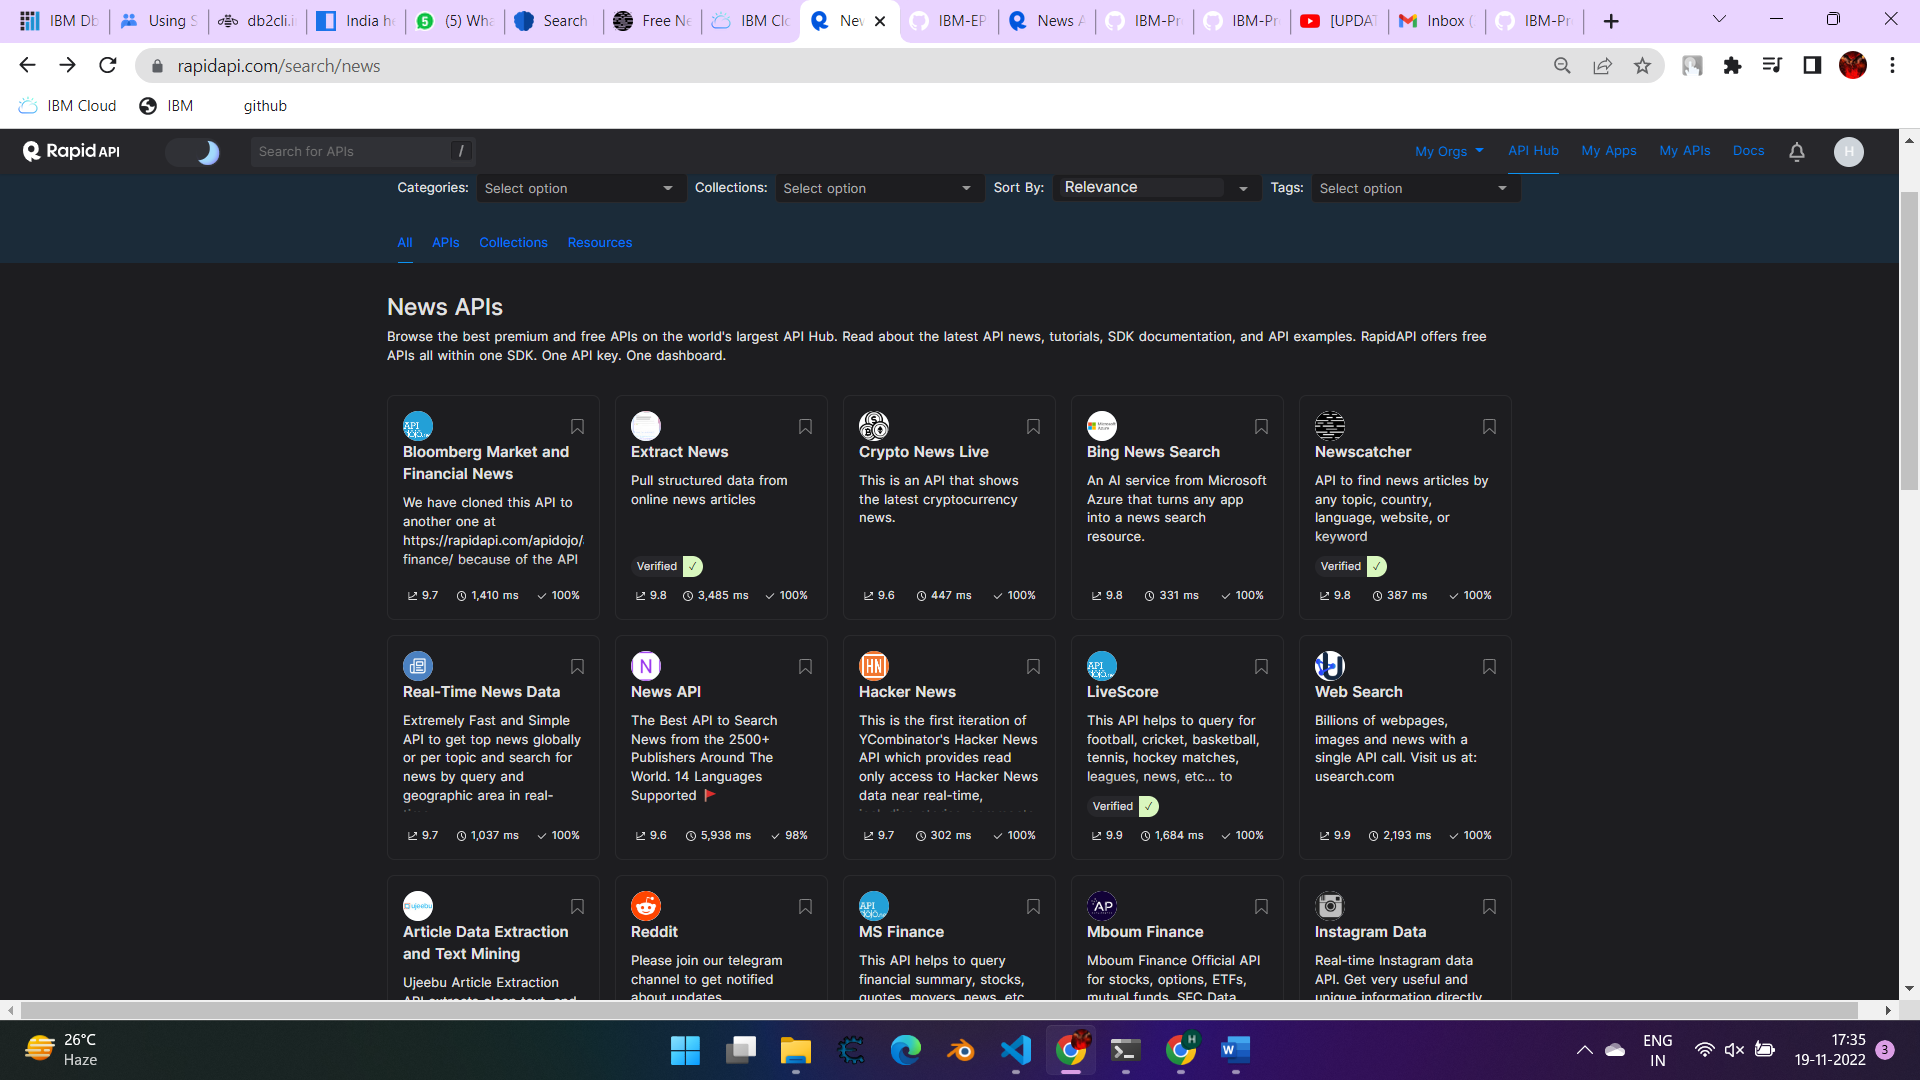 IBM Db
Using S
db2cli.i
India he
(5) Wha
Search
Free Ne
IBM Clo
New
IBM-EP
News A
IBM-Pr
IBM-Pr
[UPDAT
Inbox (
IBM-Pr
rapidapi.com/search/news
IBM Cloud
IBM
github
Rapid API
Search for APIs
/
My Orgs
API Hub
My Apps
My APIs
Docs
H
Categories:
Select option
Collections:
Select option
Sort By:
Relevance
Tags:
Select option
All
APIs
Collections
Resources
News APIs
Browse the best premium and free APIs on the world's largest API Hub. Read about the latest API news, tutorials, SDK documentation, and API examples. RapidAPI offers free
APIs all within one SDK. One API key. One dashboard.
Bloomberg Market and
Financial News
We have cloned this API to
another one at
https://rapidapi.com/apidojo/
finance/ because of the API
9.7
1,410 ms
100%
Extract News
Pull structured data from
online news articles
Verified
9.8
3,485 ms
100%
Crypto News Live
This is an API that shows
the latest cryptocurrency
news.
9.6
447 ms
100%
Microsoft
Azure
Bing News Search
An AI service from Microsoft
Azure that turns any app
into a news search
resource.
9.8
331 ms
100%
Newscatcher
API to find news articles by
any topic, country,
language, website, or
keyword
Verified
9.8
387 ms
100%
Real-Time News Data
Extremely Fast and Simple
API to get top news globally
or per topic and search for
news by query and
geographic area in real-
9.7
1,037 ms
100%
N
News API
The Best API to Search
News from the 2500+
Publishers Around The
World. 14 Languages
Supported
9.6
5,938 ms
98%
HN
Hacker News
This is the first iteration of
YCombinator's Hacker News
API which provides read
only access to Hacker News
data near real-time,
9.7
302 ms
100%
LiveScore
This API helps to query for
football, cricket, basketball,
tennis, hockey matches,
leagues, news, etc... to
Verified
9.9
1,684 ms
100%
Web Search
Billions of webpages,
images and news with a
single API call. Visit us at:
usearch.com
9.9
2,193 ms
100%
ujeebu
Article Data Extraction
and Text Mining
Ujeebu Article Extraction
API extracts clean text, and
Reddit
Please join our telegram
channel to get notified
about updates
MS Finance
This API helps to query
financial summary, stocks,
quotes, movers, news, etc
AP
Mboum Finance
Mboum Finance Official API
for stocks, options, ETFs,
mutual funds, SEC Data
Instagram Data
Real-time Instagram data
API. Get very useful and
unique information directly
26°C
Haze
H
W
ENG
IN
17:35
19-11-2022
3